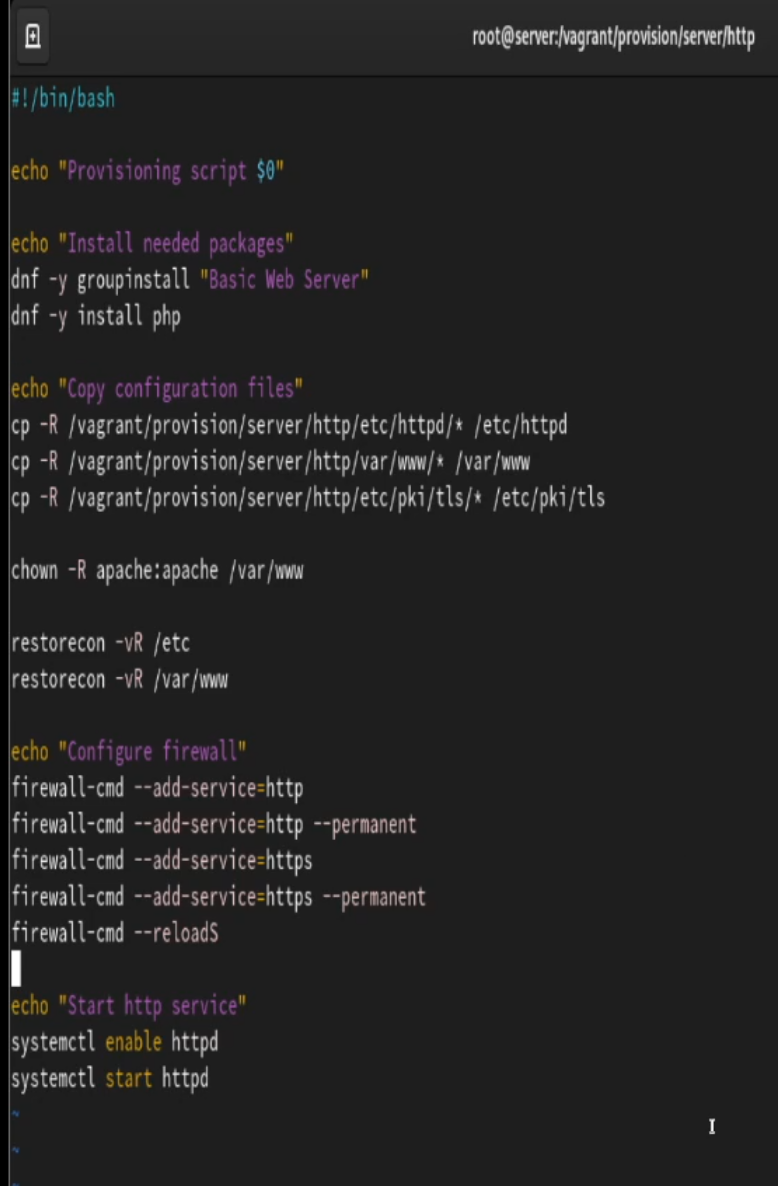 root@server:/vagrant/provision/server/http
#!/bin/bash
echo "Provisioning script $0"
echo "Install needed packages"
dnf -y groupinstall "Basic Web Server"
dnf -y install php
echo "Copy configuration files"
cp -R /vagrant/provision/server/http/etc/httpd/* /etc/httpd
cp -R /vagrant/provision/server/http/var/www/* /var/www
cp -R /vagrant/provision/server/http/etc/pki/tls/* /etc/pki/tls
chown -R apache:apache /var/www
restorecon -vR /etc
restorecon -vR /var/www
echo "Configure firewall"
firewall-cmd --add-service=http
firewall-cmd --add-service=http --permanent
firewall-cmd --add-service=https
firewall-cmd --add-service=https --permanent
firewall-cmd --reloadS
echo "Start http service"
systemctl enable httpd
systemctl start httpd
~
~
~